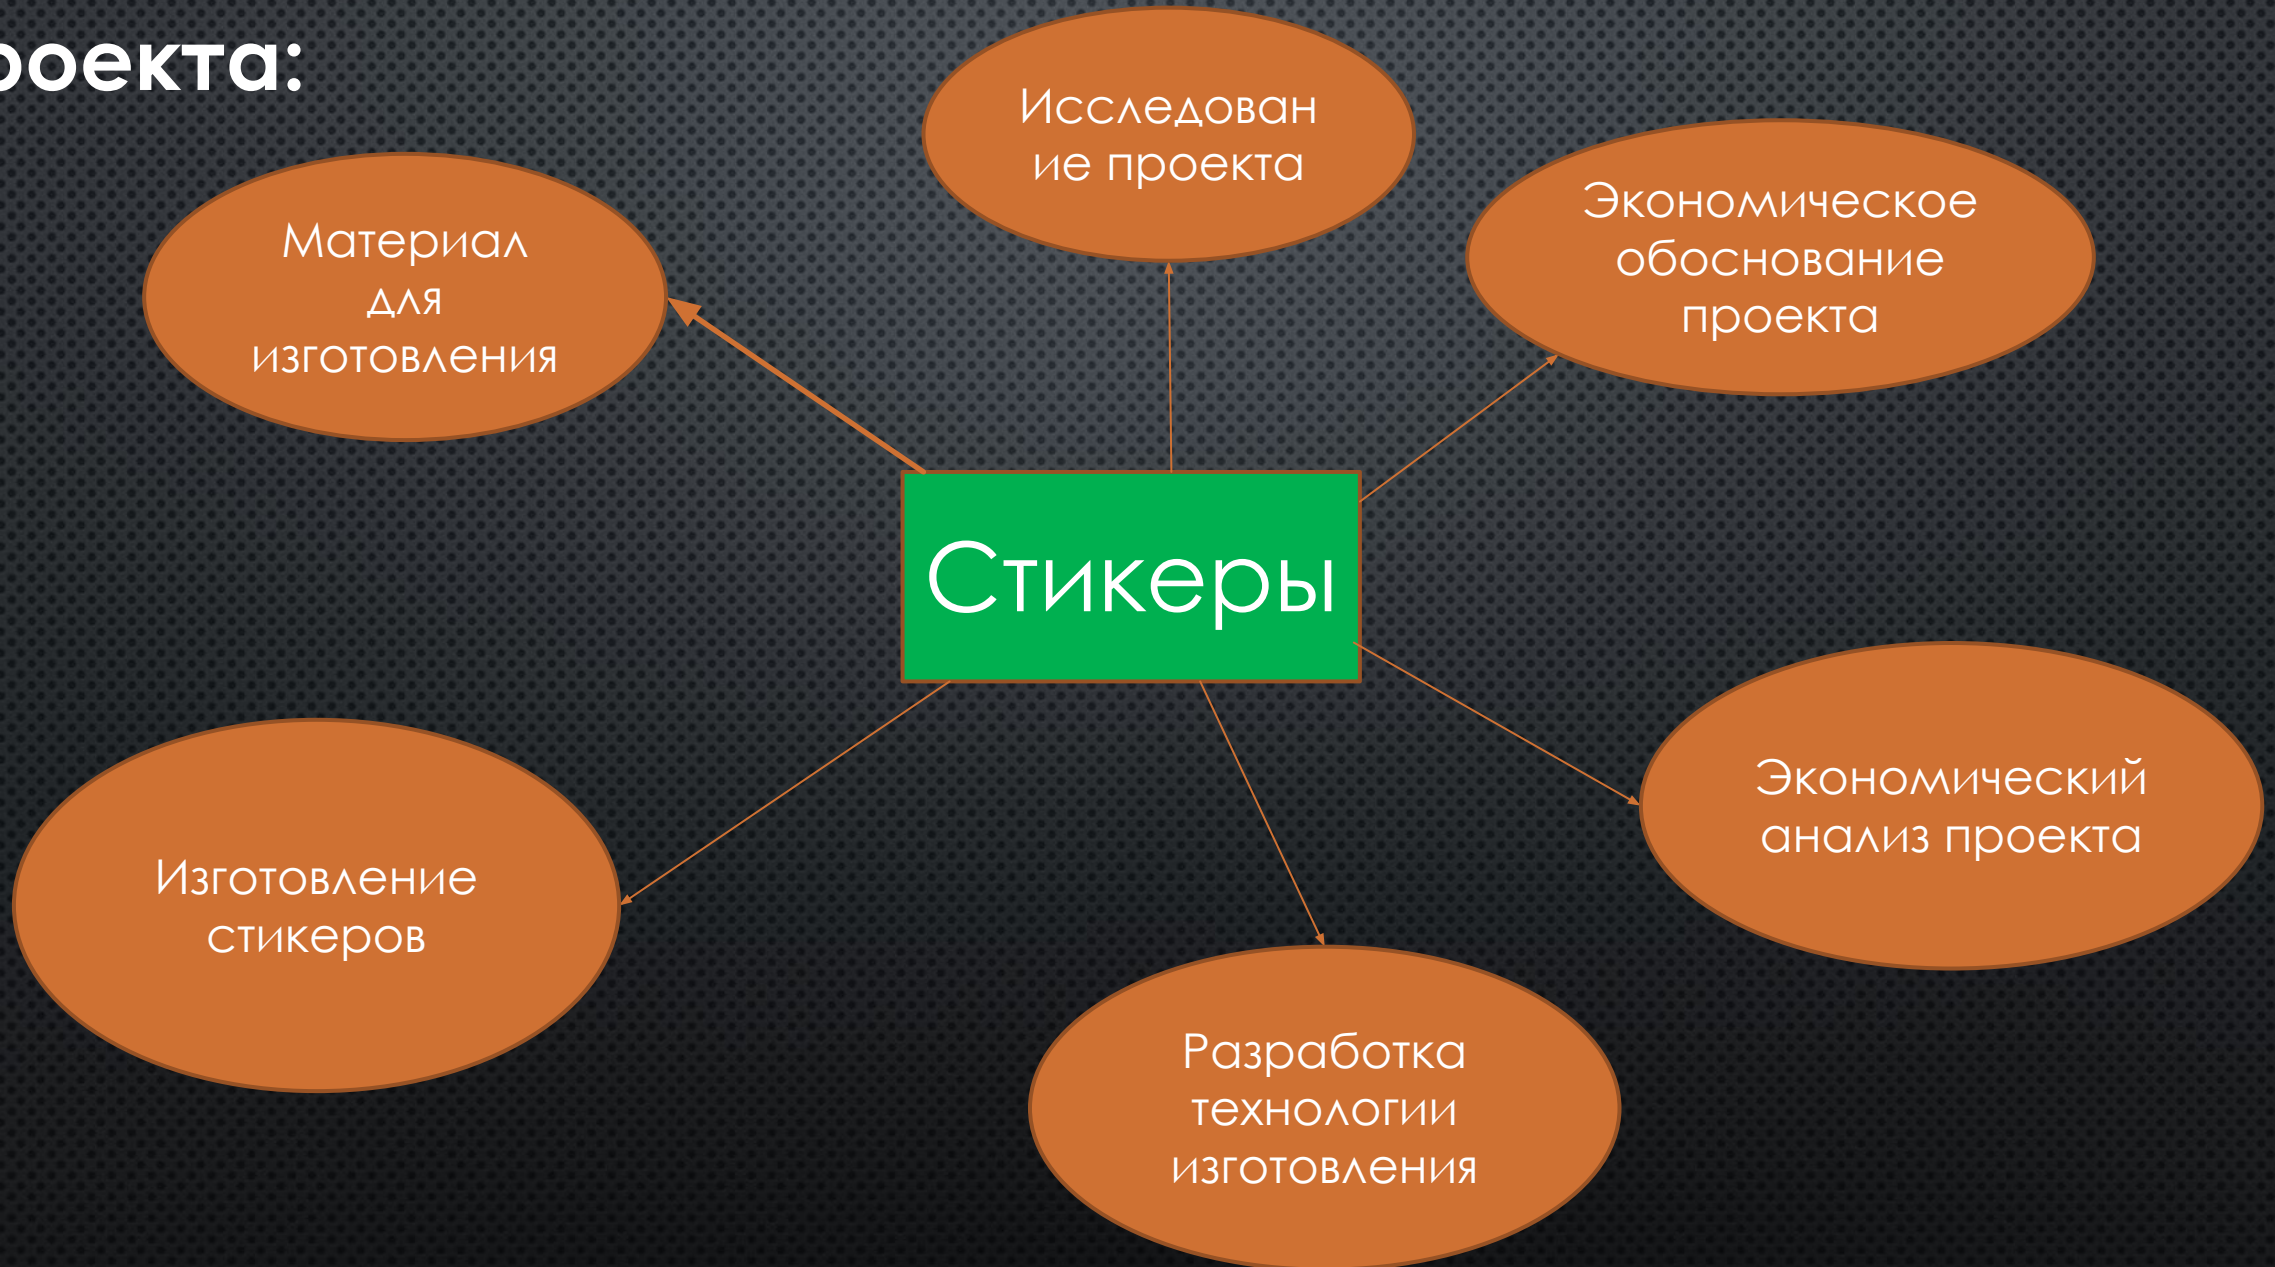 роекта:
Исследован
ие проекта
Экономическое
обоснование
проекта
Материал
для
изготовления
Стикеры
Экономический
анализ проекта
Изготовление
стикеров
Разработка
технологии
изготовления